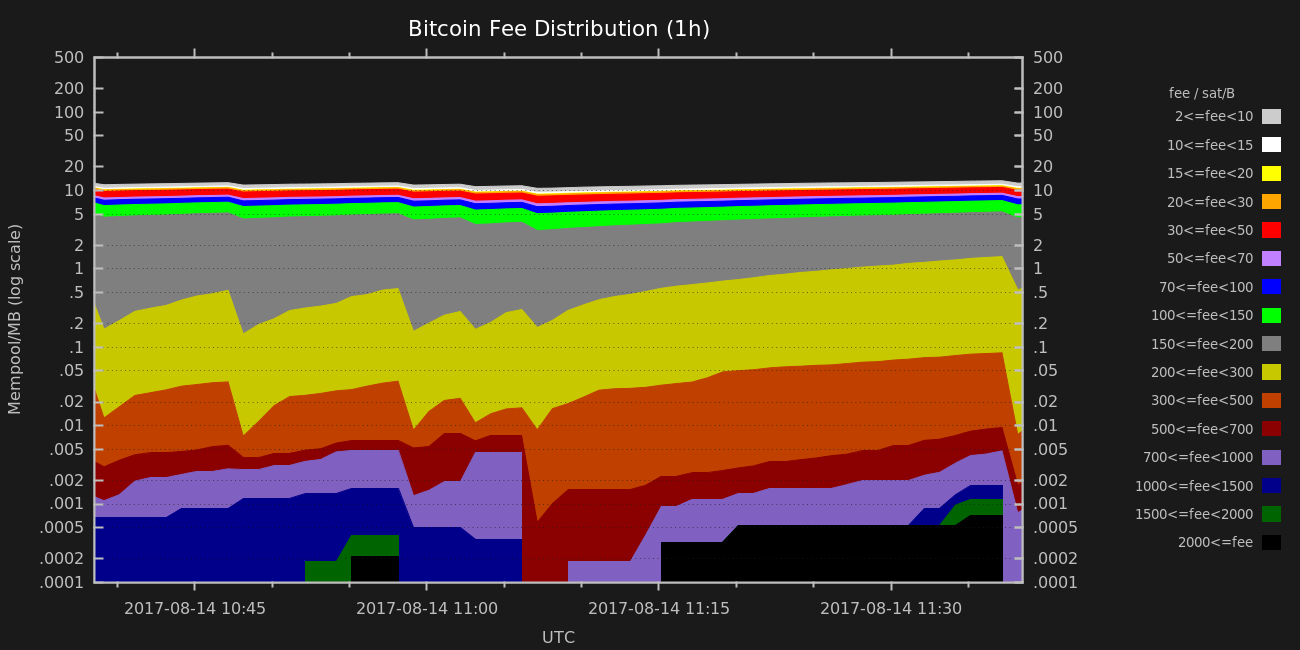 Bitcoin Fee Distribution (1h)
500
200
100
50
20
10
5
2
1
.5
.2
.1
.05
.02
.01
.005
.002
.001
.0005
.0002
.0001
Mempool/MB (log scale)
500
200
100
50
20
10
5
2
1
.5
.2
.1
.05
.02
.01
.005
.002
.001
.0005
.0002
.0001
fee / sat/B
2<=fee<10
10<=fee<15
15<=fee<20
20<=fee<30
30<=fee<50
50<=fee<70
70<=fee<100
100<=fee<150
150<=fee<200
200<=fee<300
300<=fee<500
500<=fee<700
700<=fee<1000
1000<=fee<1500
1500<=fee<2000
2000<=fee
2017-08-14 10:45
2017-08-14 11:00
2017-08-14 11:15
2017-08-14 11:30
UTC